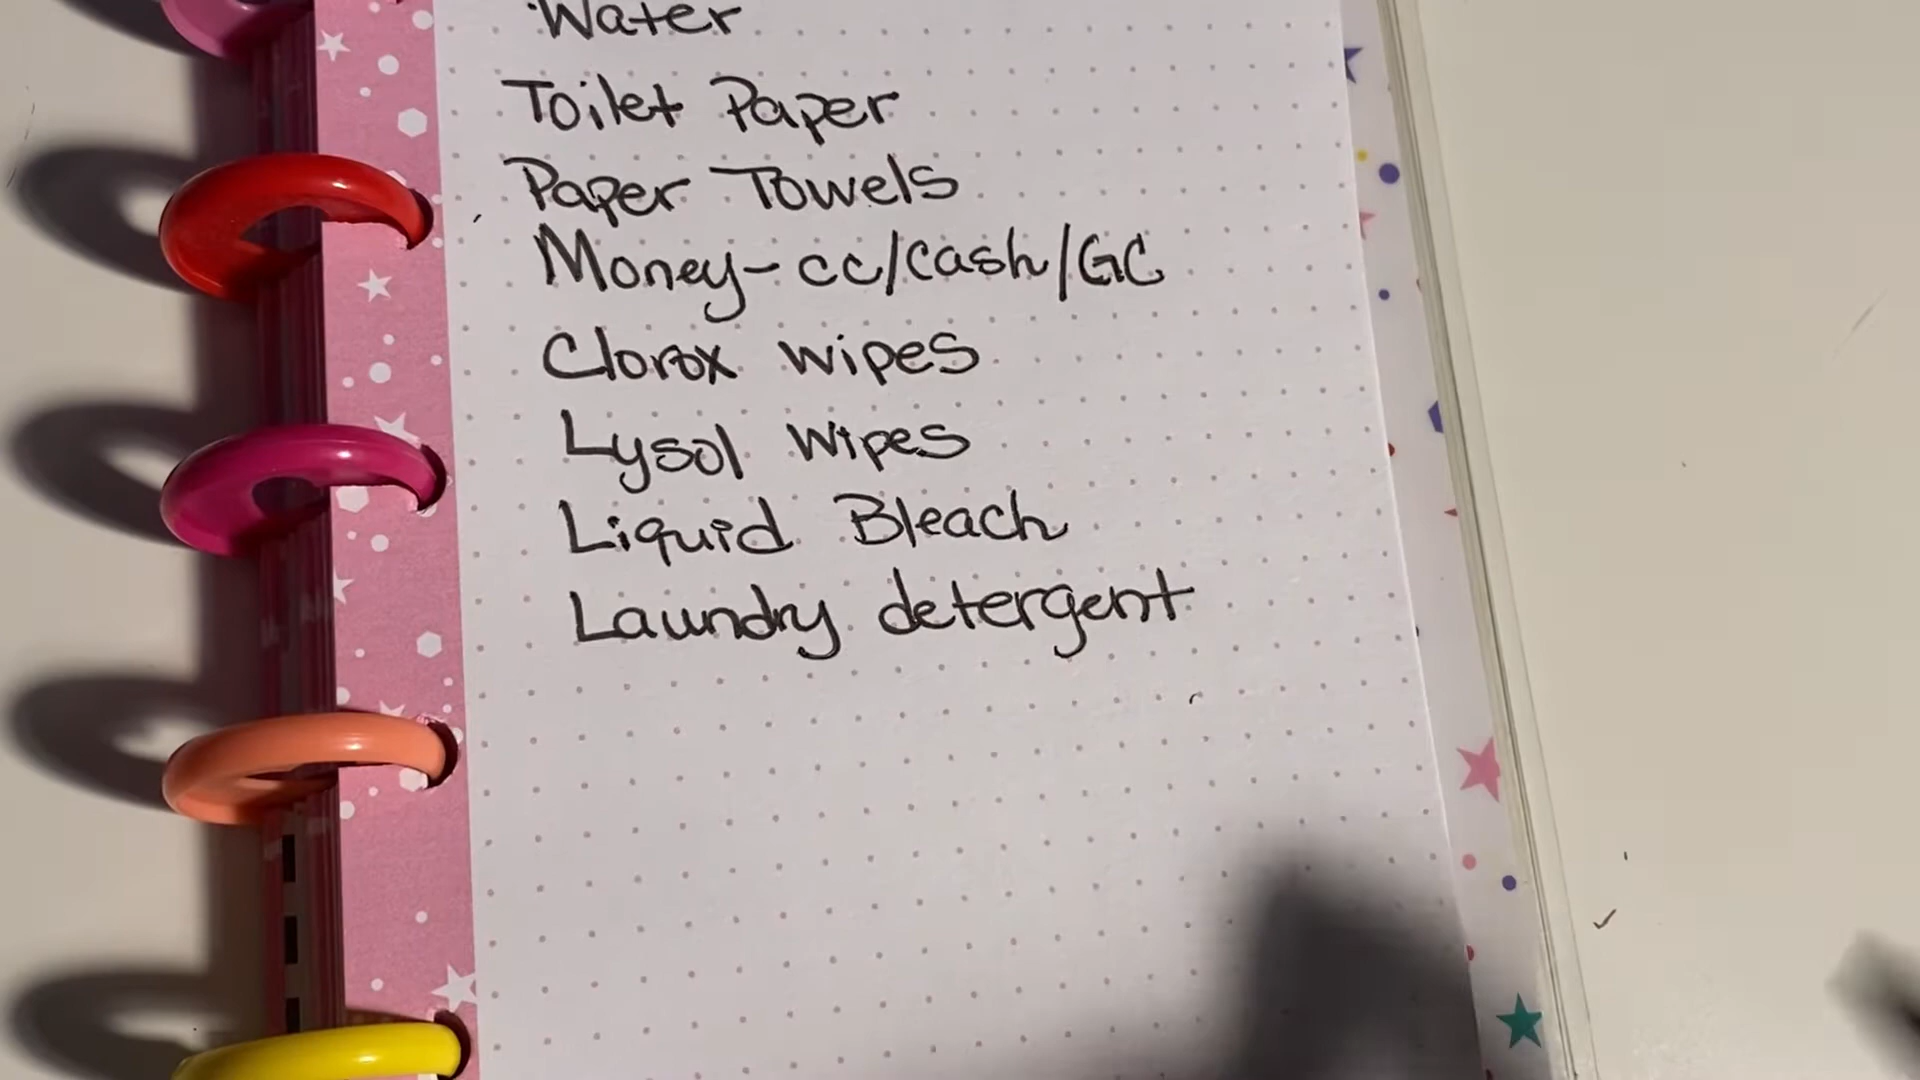 Water
Toilet Paper
Paper Towels
Money- cc/cash/GC
Clorox wipes
Lysol wipes
Liquid Bleach
Laundry detergent